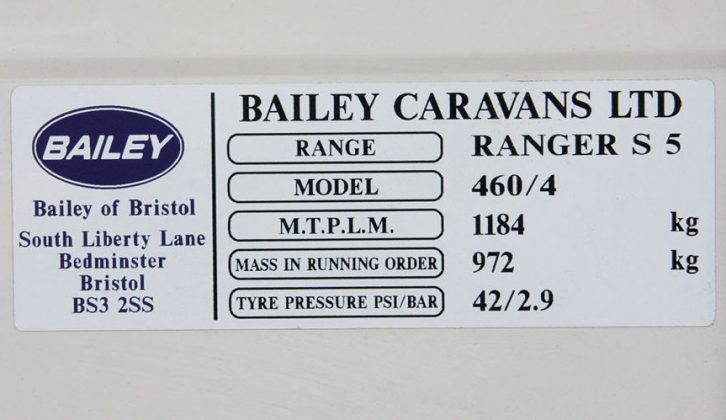 BAILEY
Bailey of Bristol
South Liberty Lane
Bedminster
Bristol
BS3 2SS
BAILEY CARAVANS LTD
RANGE RANGER S 5
MODEL 460/4
M.T.P.L.M. 1184 kg
MASS IN RUNNING ORDER 972 kg
TYRE PRESSURE PSI/BAR 42/2.9